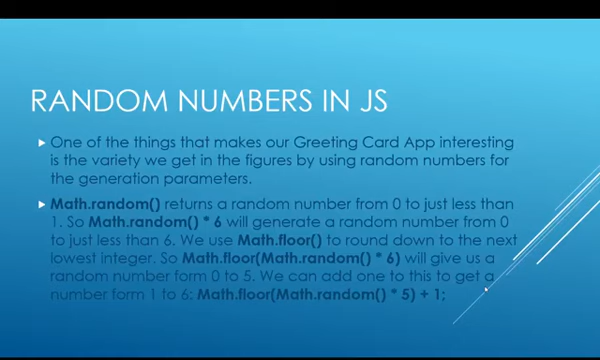 RANDOM NUMBERS IN JS
One of the things that makes our Greeting Card App interesting
is the variety we get in the figures by using random numbers for
the generation parameters.
Math.random() returns a random number from 0 to just less than
1. So Math.random() * 6 will generate a random number from 0
to just less than 6. We use Math.floor() to round down to the next
lowest integer. So Math.floor(Math.random() * 6) will give us a
random number form 0 to 5. We can add one to this to get a
number form 1 to 6: Math.floor(Math.random() * 5) + 1;